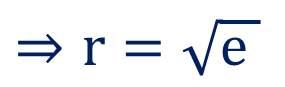 ⇒ r = √e